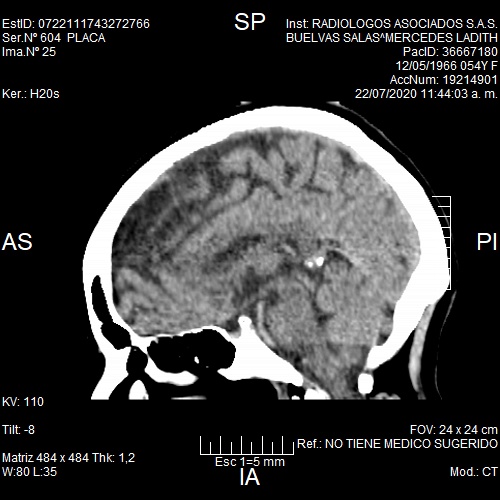 EstID: 0722111743272766
Ser.Nº 604 PLACA
Ima.Nº 25
Ker.: H20s
SP
Inst: RADIOLOGOS ASOCIADOS S.A.S.
BUELVAS SALAS^MERCEDES LADITH
PacID: 36667180
12/05/1966 054Y F
AccNum: 19214901
22/07/2020 11:44:03 a. m.
AS
PI
KV: 110
Tilt: -8
Matriz 484 x 484 Thk: 1,2
W:80 L:35
Esc 1=5 mm
IA
FOV: 24 x 24 cm
Ref.: NO TIENE MEDICO SUGERIDO
Mod.: CT